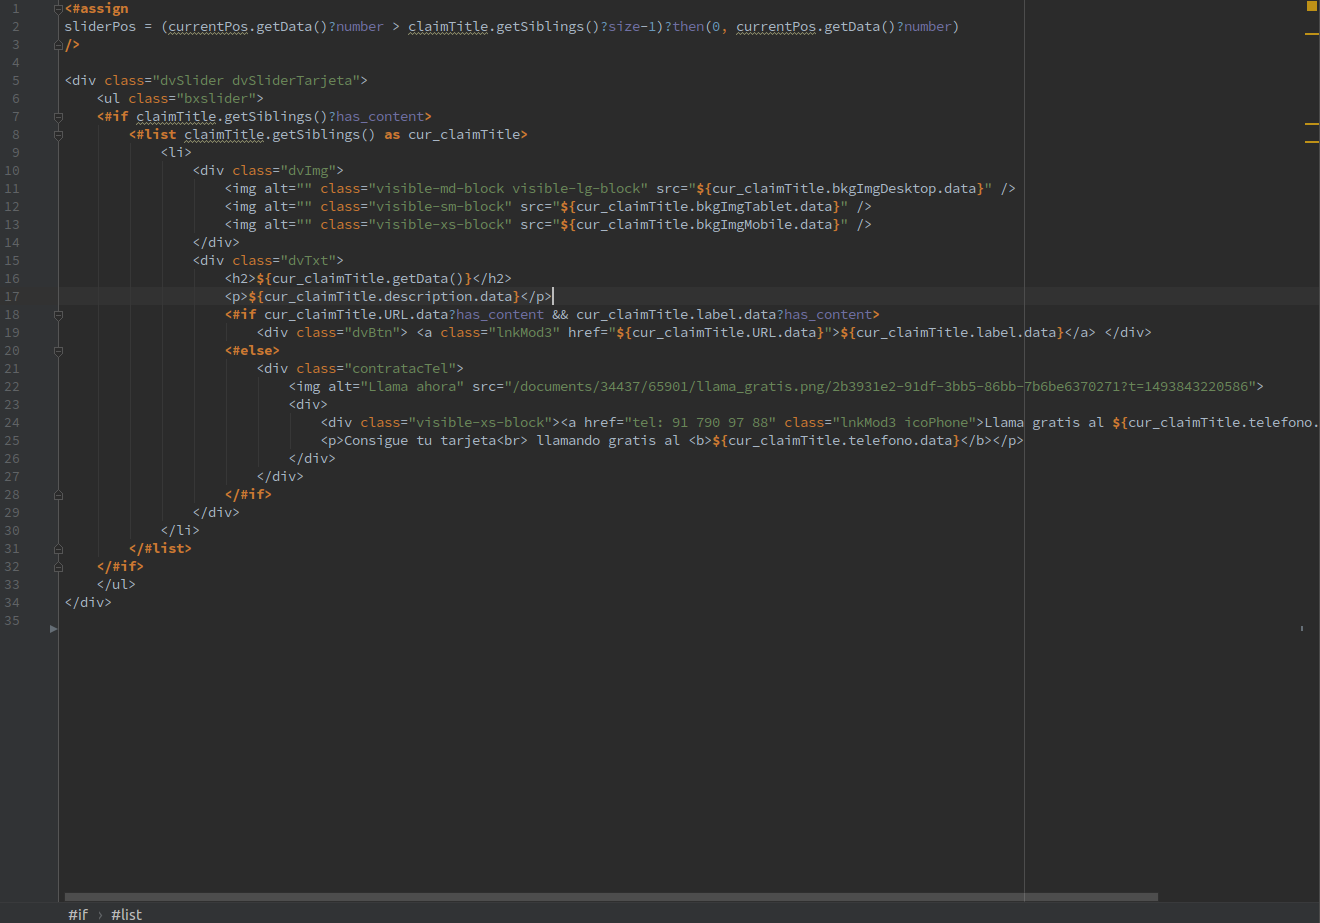 1 <#assign
2 sliderPos = (currentPos.getData()?number > claimTitle.getSiblings()?size-1)?then(0, currentPos.getData()?number)
3 />
4
5 <div class="dvSlider dvSliderTarjeta">
6 <ul class="bxslider">
7 <#if claimTitle.getSiblings()?has_content>
8 <#list claimTitle.getSiblings() as cur_claimTitle>
9 <li>
10 <div class="dvImg">
11 <img alt="" class="visible-md-block visible-lg-block" src="${cur_claimTitle.bkgImgDesktop.data}" />
12 <img alt="" class="visible-sm-block" src="${cur_claimTitle.bkgImgTablet.data}" />
13 <img alt="" class="visible-xs-block" src="${cur_claimTitle.bkgImgMobile.data}" />
14 </div>
15 <div class="dvTxt">
16 <h2>${cur_claimTitle.getData()}</h2>
17 <p>${cur_claimTitle.description.data}</p>
18 <#if cur_claimTitle.URL.data?has_content && cur_claimTitle.label.data?has_content>
19 <div class="dvBtn"> <a class="lnkMod3" href="${cur_claimTitle.URL.data}">${cur_claimTitle.label.data}</a> </div>
20 <#else>
21 <div class="contratacTel">
22 <img alt="Llama ahora" src="/documents/34437/65901/llama_gratis.png/2b3931e2-91df-3bb5-86bb-7b6be6370271?t=1493843220586">
23 <div>
24 <div class="visible-xs-block"><a href="tel: 91 790 97 88" class="lnkMod3 icoPhone">Llama gratis al ${cur_claimTitle.telefono.
25 <p>Consigue tu tarjeta<br> llamando gratis al <b>${cur_claimTitle.telefono.data}</b></p>
26 </div>
27 </div>
28 </#if>
29 </div>
30 </li>
31 </#list>
32 </#if>
33 </ul>
34 </div>
35
#if › #list